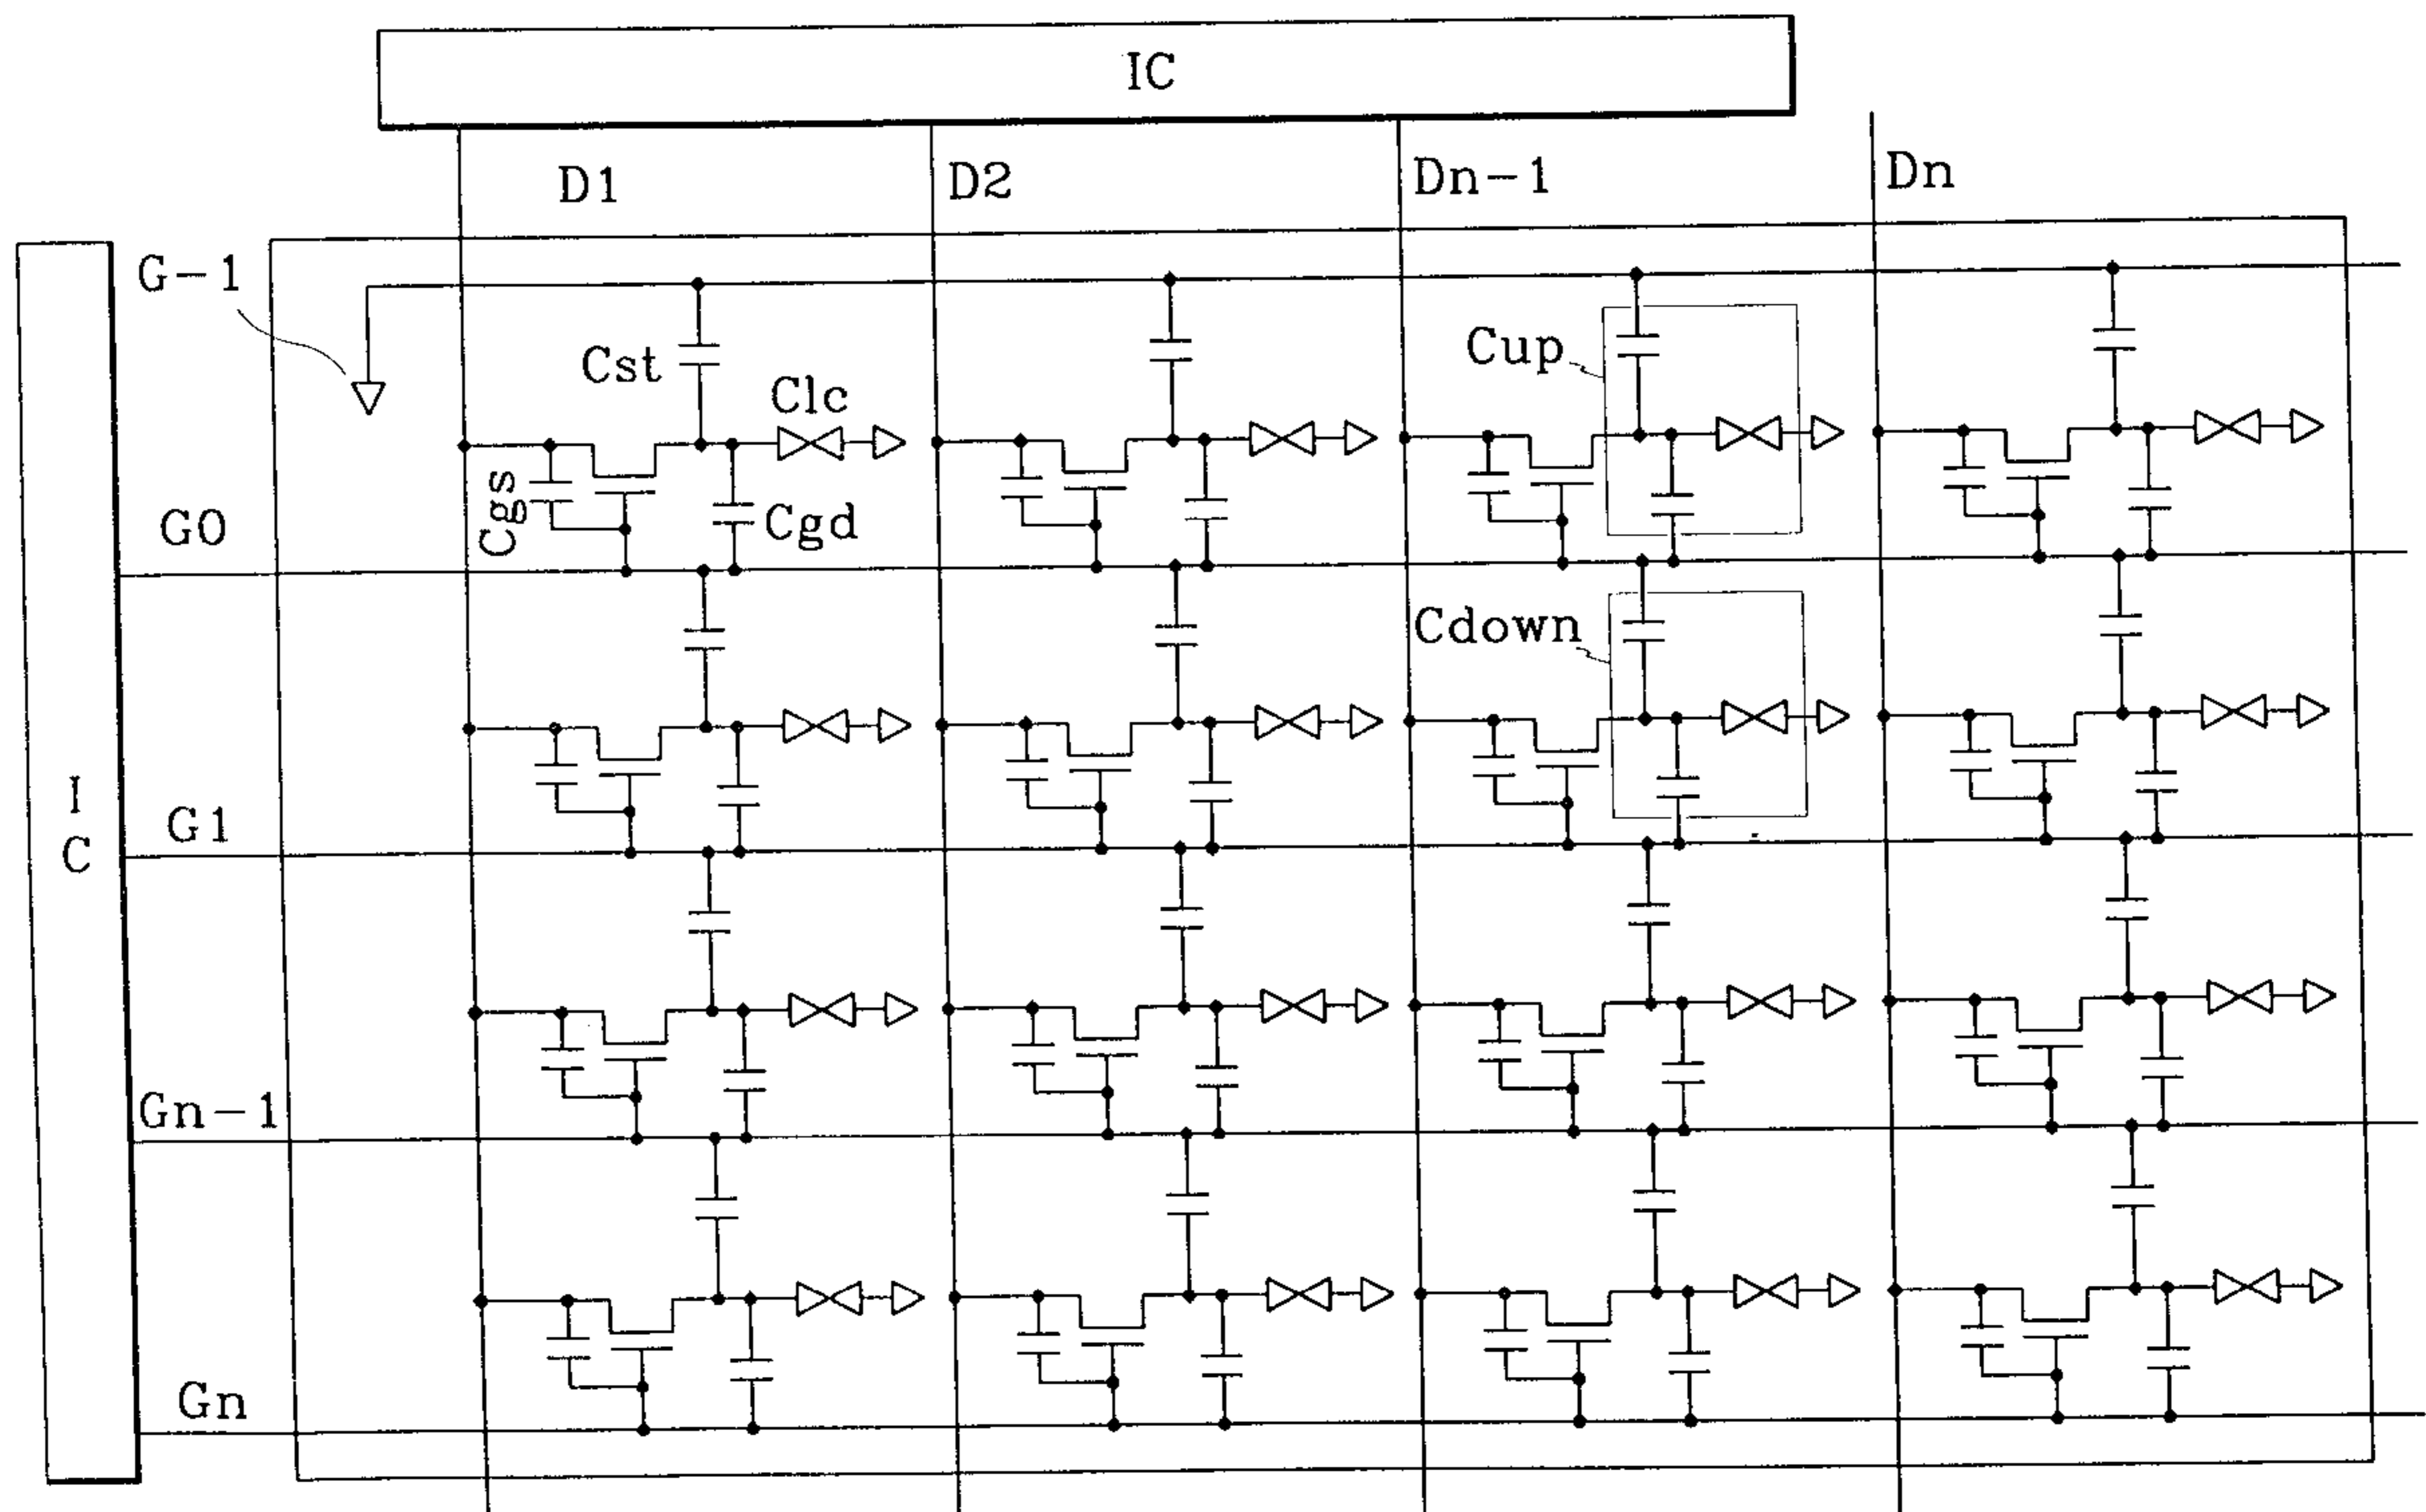 IC
D1
D2
Dn-1
Dn
G-1
Cst
Clc
Cup
Cgs
Cgd
G0
Cdown
G1
I
C
Gn-1
Gn